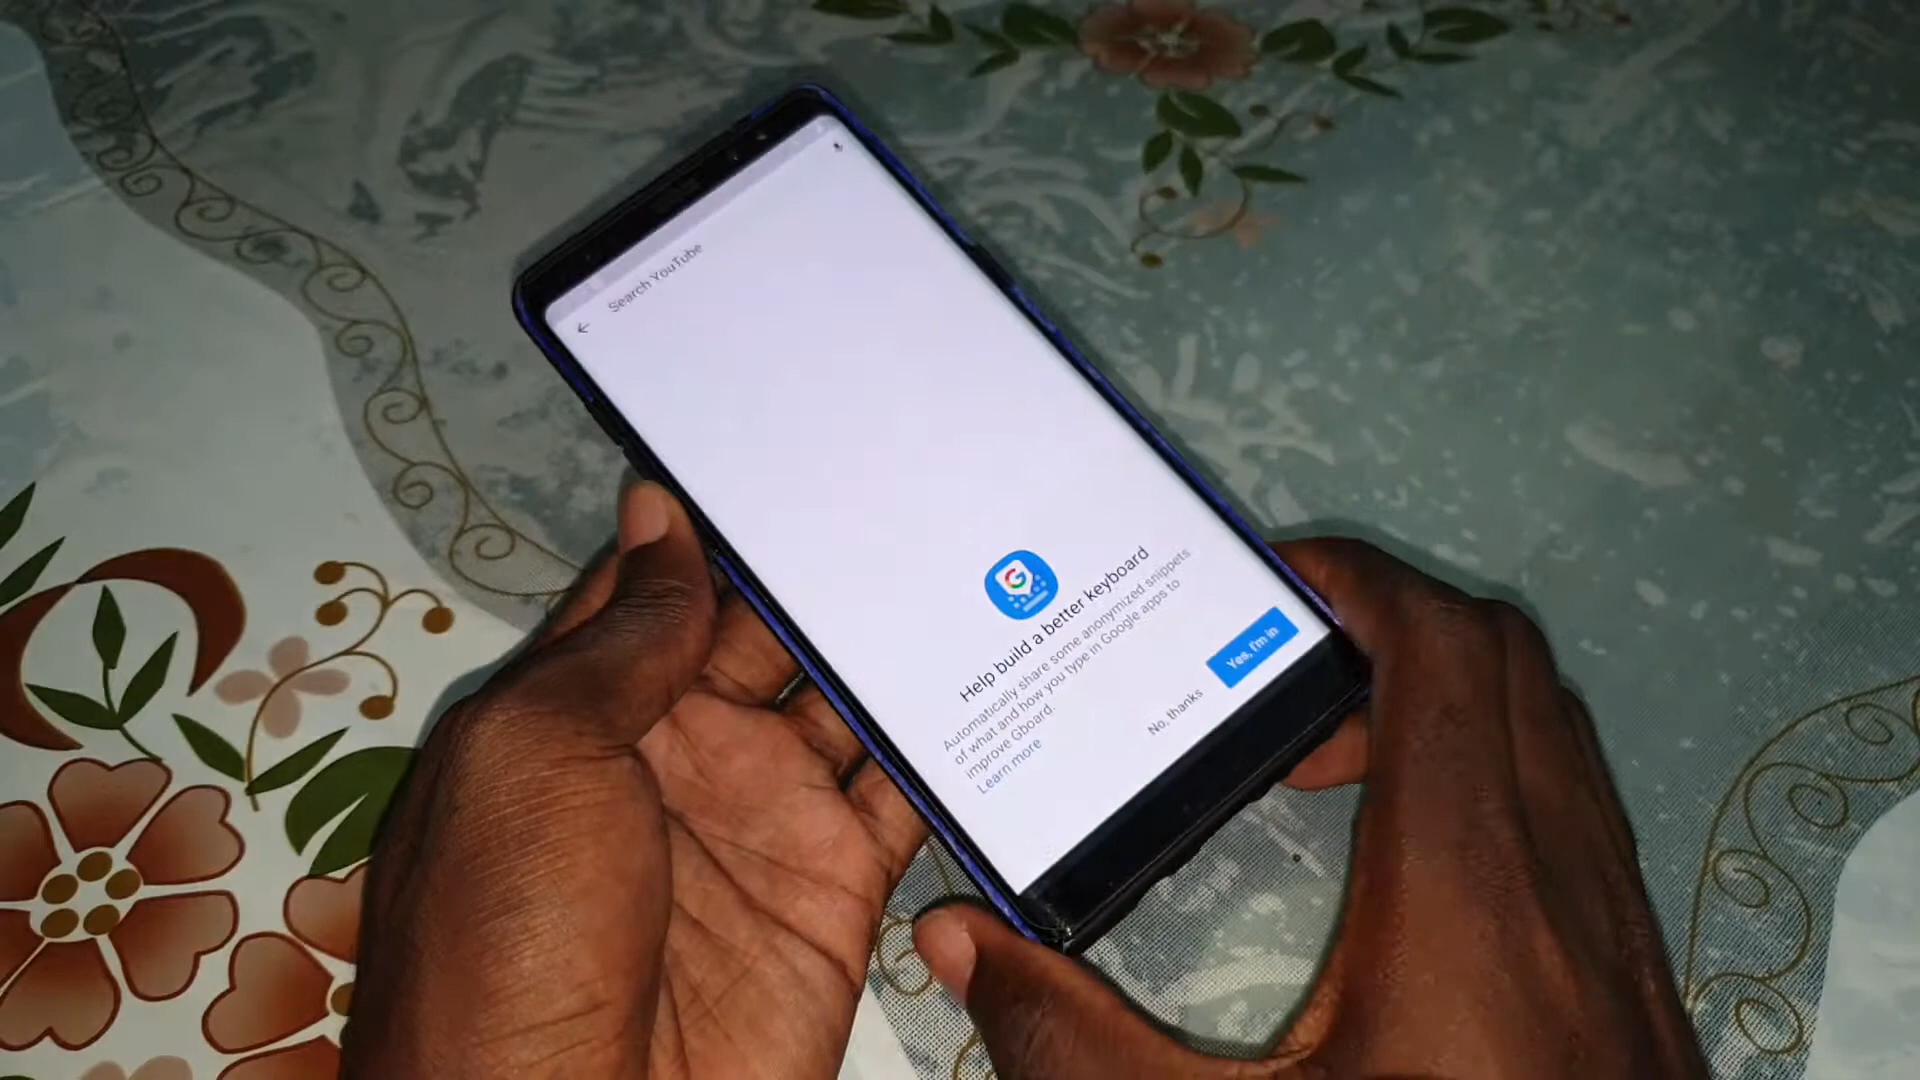 Search YouTube
Help build a better keyboard
Automatically share some anonymized snippets
of what and how you type in Google apps to
improve Gboard.
Learn more
No, thanks
Yes, I'm in